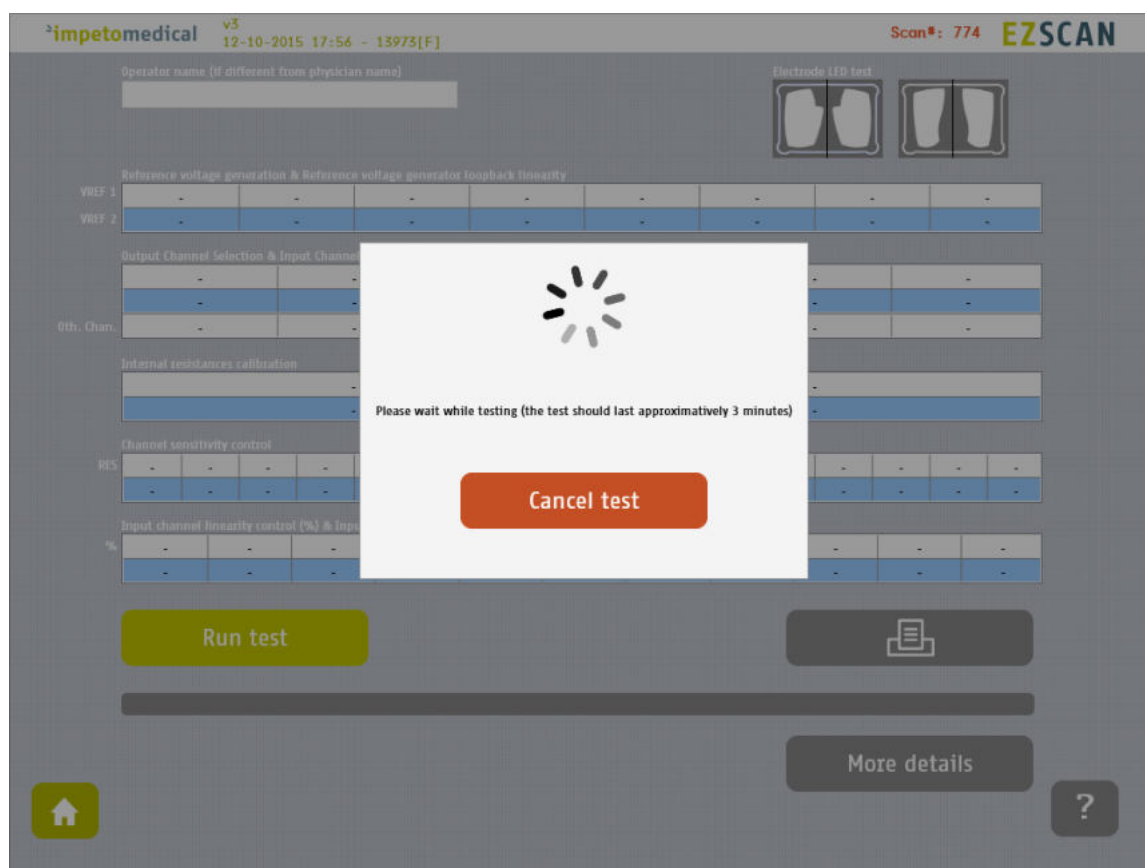 impetomedical
v3
12-10-2015 17:56 - 13973[F]
Scan#: 774
EZSCAN
Operator name (if different from physician name)
Electrode LED test
Reference voltage generation & Reference voltage generator loopback linearity
VREF 1 - - - - - - - -
VREF 2 - - - - - - - -
Output Channel Selection & Input Channel
- - - -
- - - -
0th. Chan. - - - -
Internal resistances calibration
- -
- -
Channel sensitivity control
RES - - - - - - - -
- - - - - - - -
Input channel linearity control (%) & Inpu
% - - - - - -
- - - - - -
Please wait while testing (the test should last approximatively 3 minutes)
Cancel test
Run test
More details
?